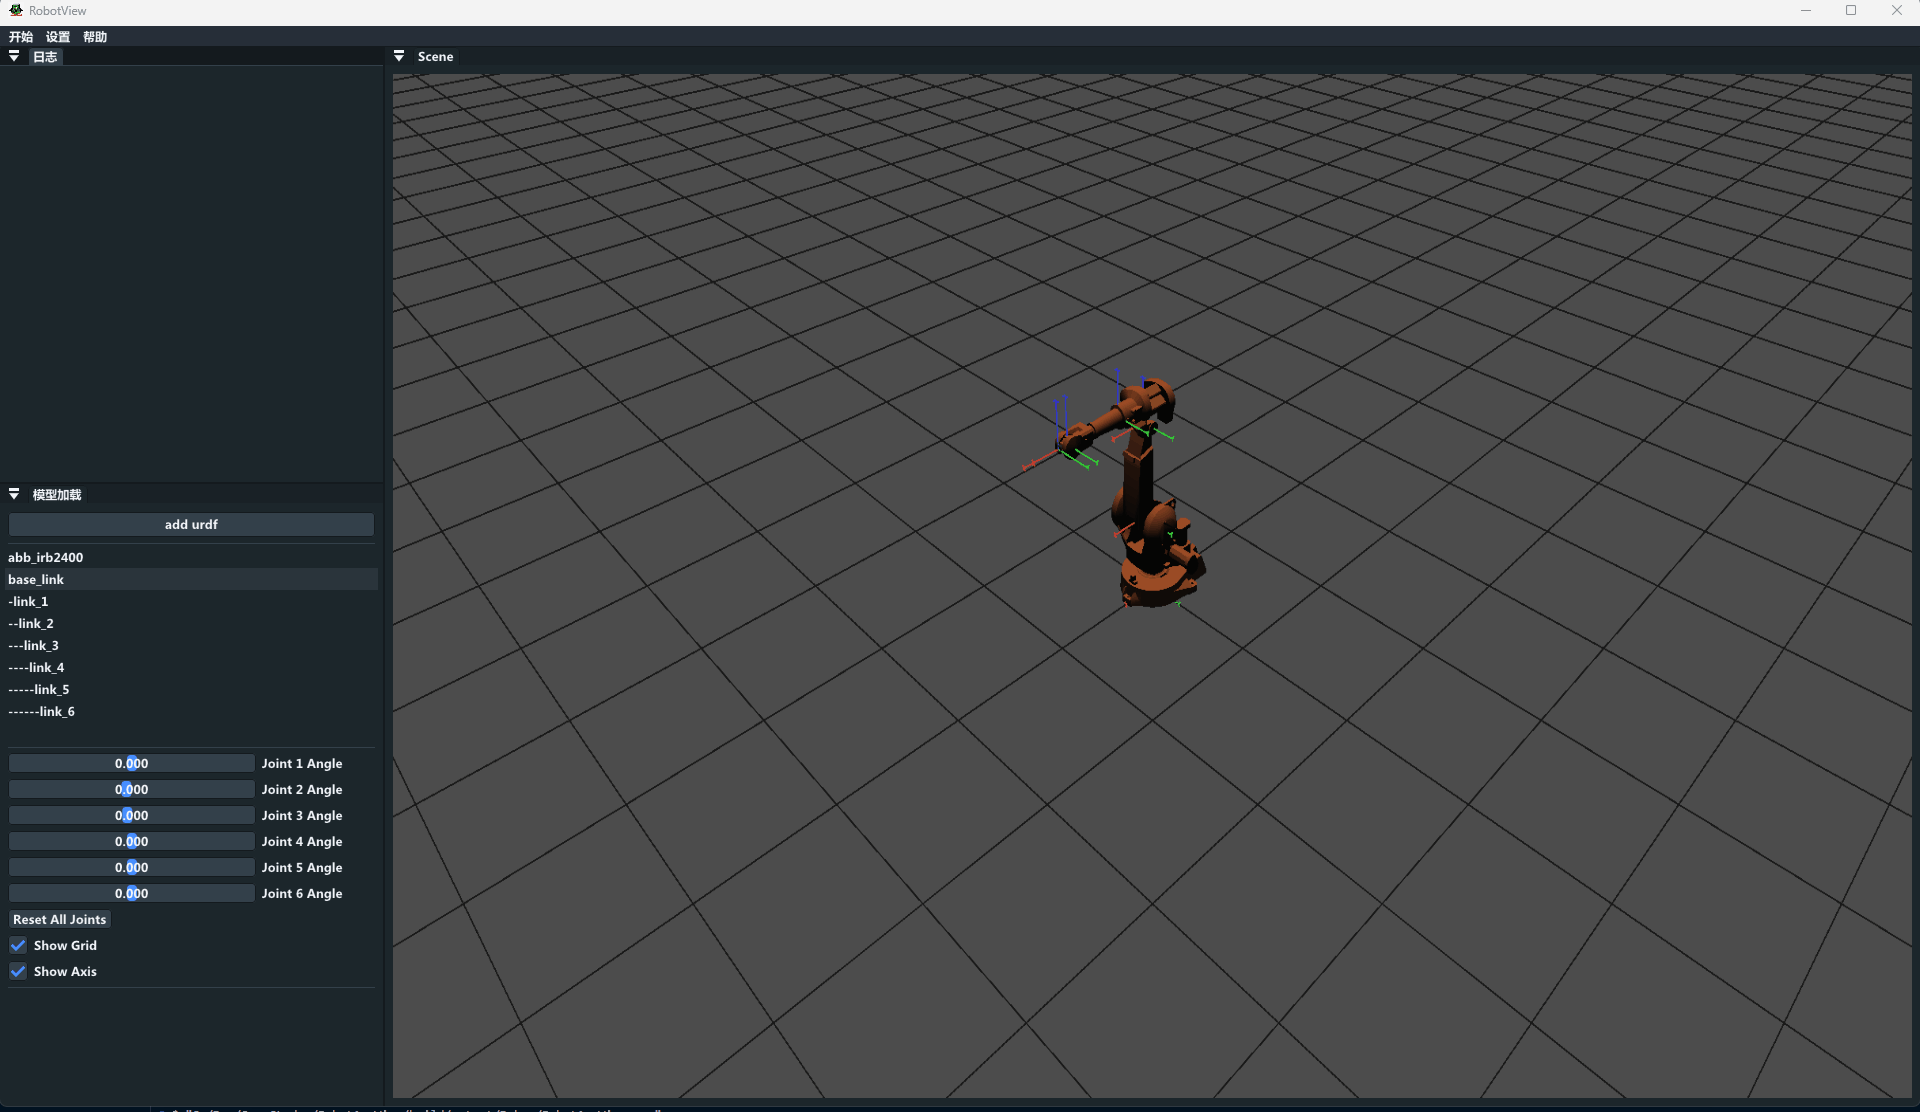 RobotView
开始 设置 帮助
日志
Scene
模型加载
add urdf
abb_irb2400
base_link
-link_1
--link_2
---link_3
----link_4
-----link_5
------link_6
0.000 Joint 1 Angle
0.000 Joint 2 Angle
0.000 Joint 3 Angle
0.000 Joint 4 Angle
0.000 Joint 5 Angle
0.000 Joint 6 Angle
Reset All Joints
Show Grid
Show Axis